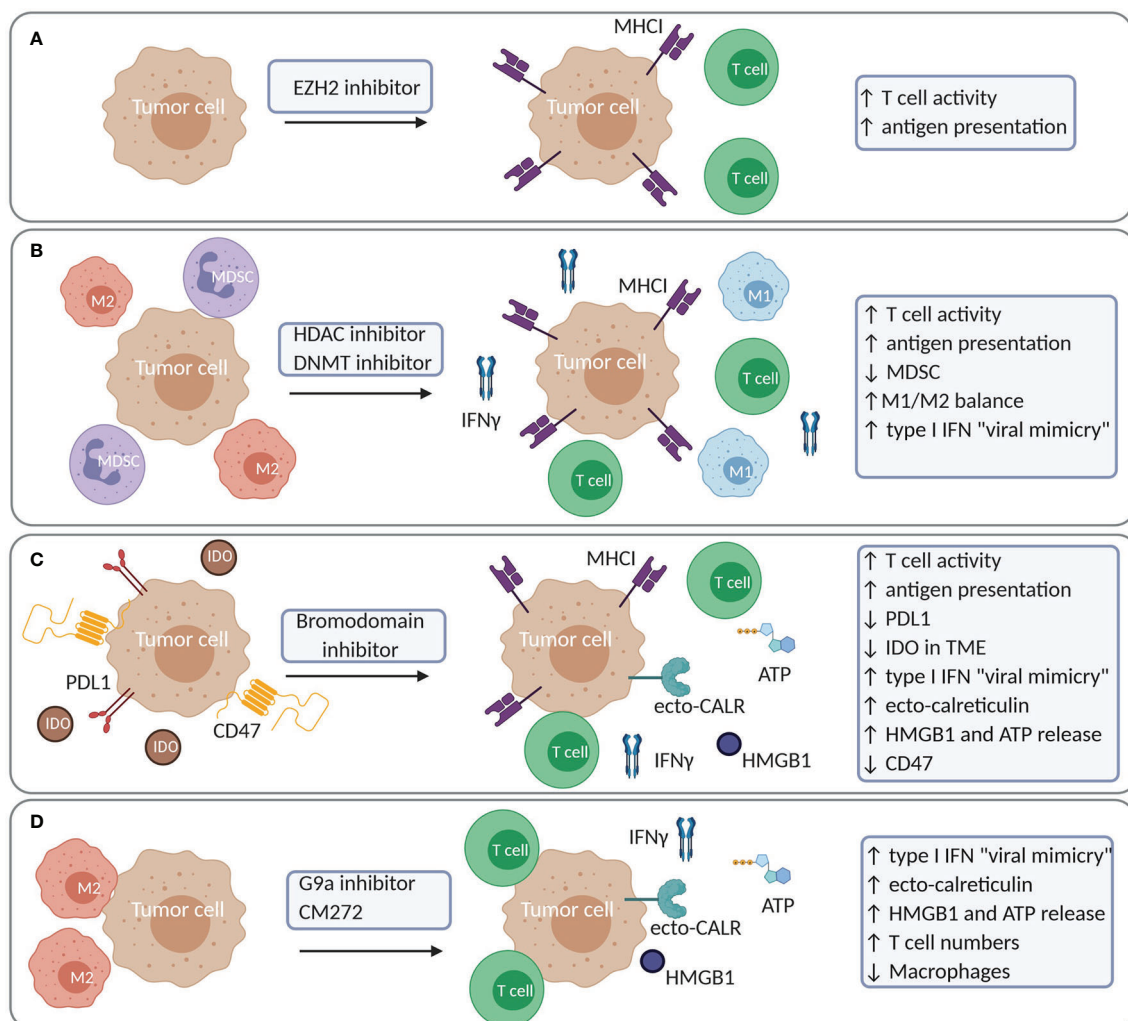 A
Tumor cell
EZH2 inhibitor
MHCI
Tumor cell
T cell
T cell
↑ T cell activity
↑ antigen presentation
B
M2
MDSC
Tumor cell
MDSC
M2
HDAC inhibitor
DNMT inhibitor
IFNγ
MHCI
Tumor cell
M1
T cell
T cell
M1
↑ T cell activity
↑ antigen presentation
↓ MDSC
↑ M1/M2 balance
↑ type I IFN "viral mimicry"
C
IDO
Tumor cell
PDL1
IDO
IDO
CD47
Bromodomain
inhibitor
MHCI
Tumor cell
T cell
ATP
ecto-CALR
T cell
IFNγ
HMGB1
↑ T cell activity
↑ antigen presentation
↓ PDL1
↓ IDO in TME
↑ type I IFN "viral mimicry"
↑ ecto-calreticulin
↑ HMGB1 and ATP release
↓ CD47
D
M2
Tumor cell
M2
G9a inhibitor
CM272
T cell
IFNγ
Tumor cell
ATP
ecto-CALR
HMGB1
T cell
↑ type I IFN "viral mimicry"
↑ ecto-calreticulin
↑ HMGB1 and ATP release
↑ T cell numbers
↓ Macrophages